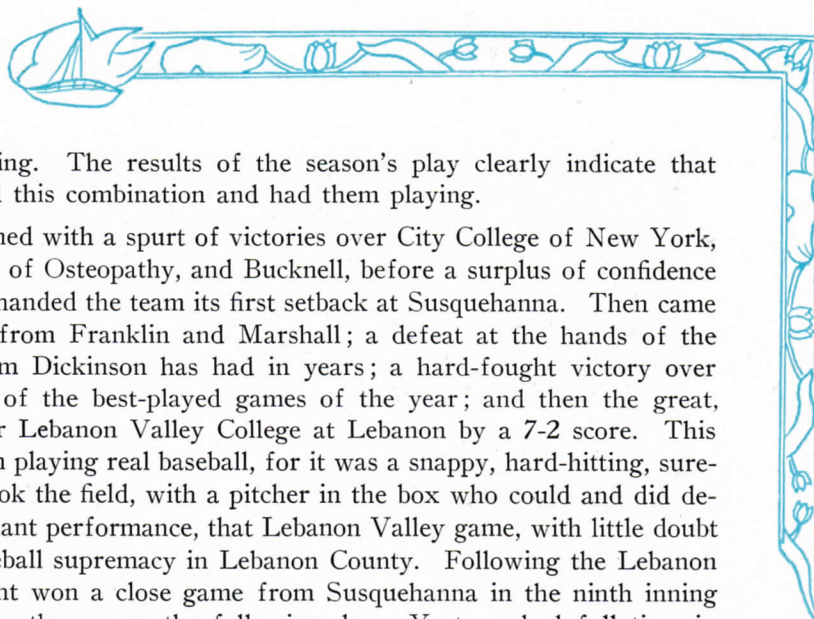 ing. The results of the season's play clearly indicate that
this combination and had them playing.
ned with a spurt of victories over City College of New York,
of Osteopathy, and Bucknell, before a surplus of confidence
handed the team its first setback at Susquehanna. Then came
from Franklin and Marshall; a defeat at the hands of the
m Dickinson has had in years; a hard-fought victory over
of the best-played games of the year; and then the great,
r Lebanon Valley College at Lebanon by a 7-2 score. This
playing real baseball, for it was a snappy, hard-hitting, sure-
ok the field, with a pitcher in the box who could and did de-
ant performance, that Lebanon Valley game, with little doubt
eball supremacy in Lebanon County. Following the Lebanon
nt won a close game from Susquehanna in the ninth inning